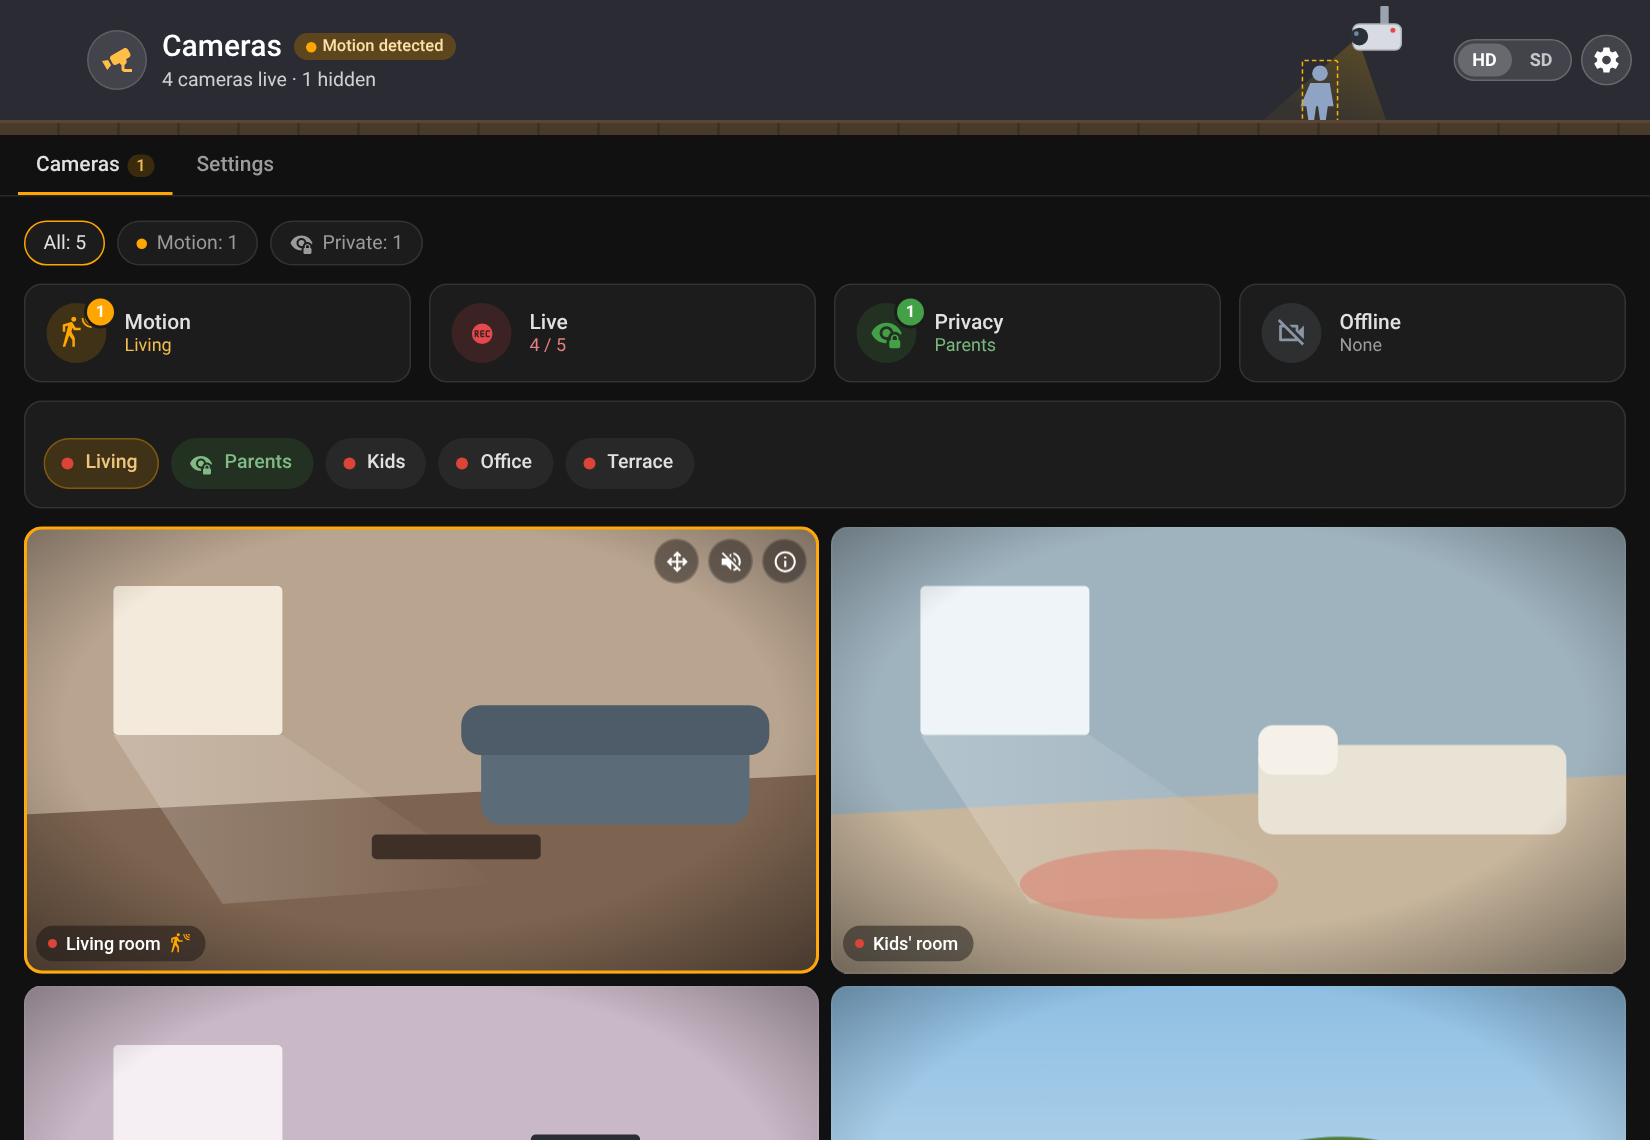 Cameras
Motion detected
4 cameras live · 1 hidden
HD
SD
Cameras 1
Settings
All: 5
Motion: 1
Private: 1
1
Motion
Living
REC
Live
4 / 5
1
Privacy
Parents
Offline
None
Living
Parents
Kids
Office
Terrace
Living room
Kids' room